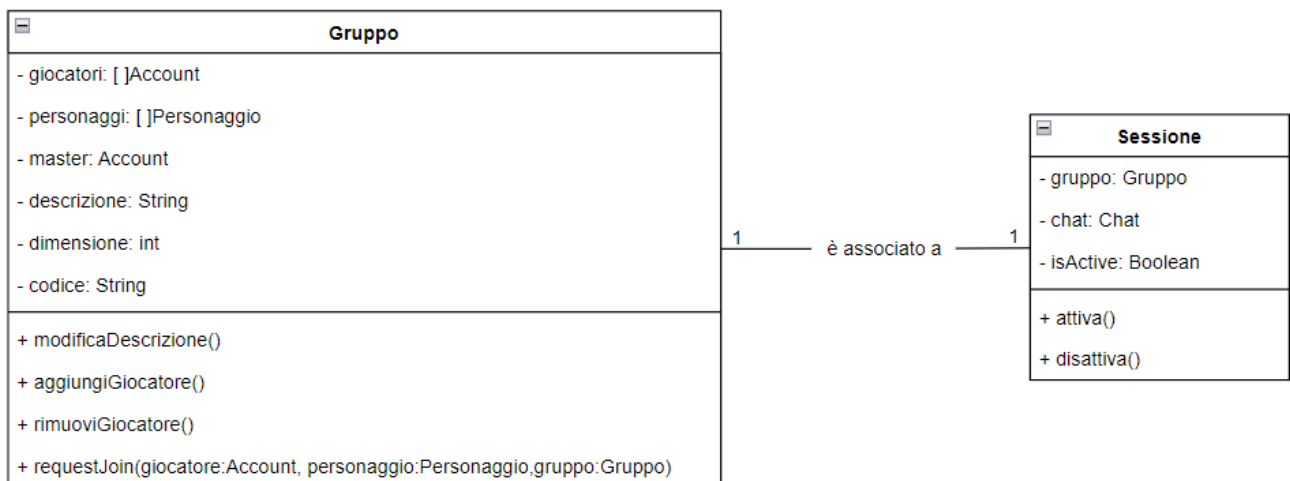 Gruppo
- giocatori: [ ]Account
- personaggi: [ ]Personaggio
- master: Account
- descrizione: String
- dimensione: int
- codice: String
+ modificaDescrizione()
+ aggiungiGiocatore()
+ rimuoviGiocatore()
+ requestJoin(giocatore:Account, personaggio:Personaggio,gruppo:Gruppo)
1
è associato a
1
Sessione
- gruppo: Gruppo
- chat: Chat
- isActive: Boolean
+ attiva()
+ disattiva()